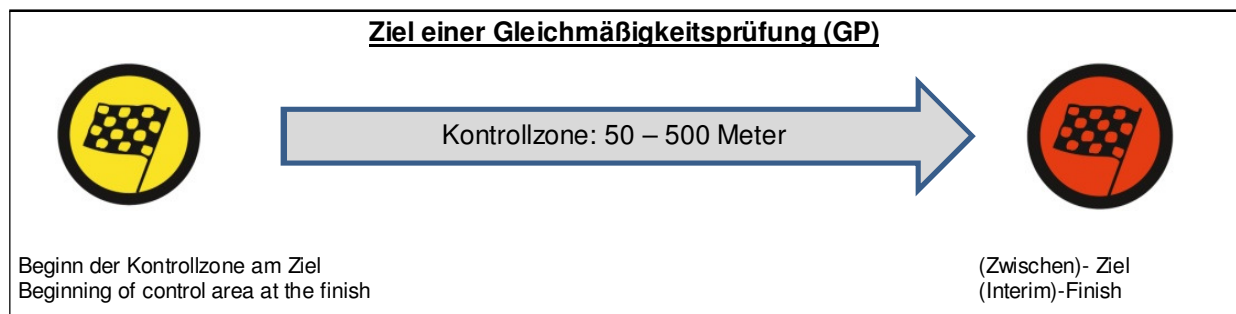 Ziel einer Gleichmäßigkeitsprüfung (GP)
Kontrollzone: 50 – 500 Meter
Beginn der Kontrollzone am Ziel
Beginning of control area at the finish
(Zwischen)- Ziel
(Interim)-Finish